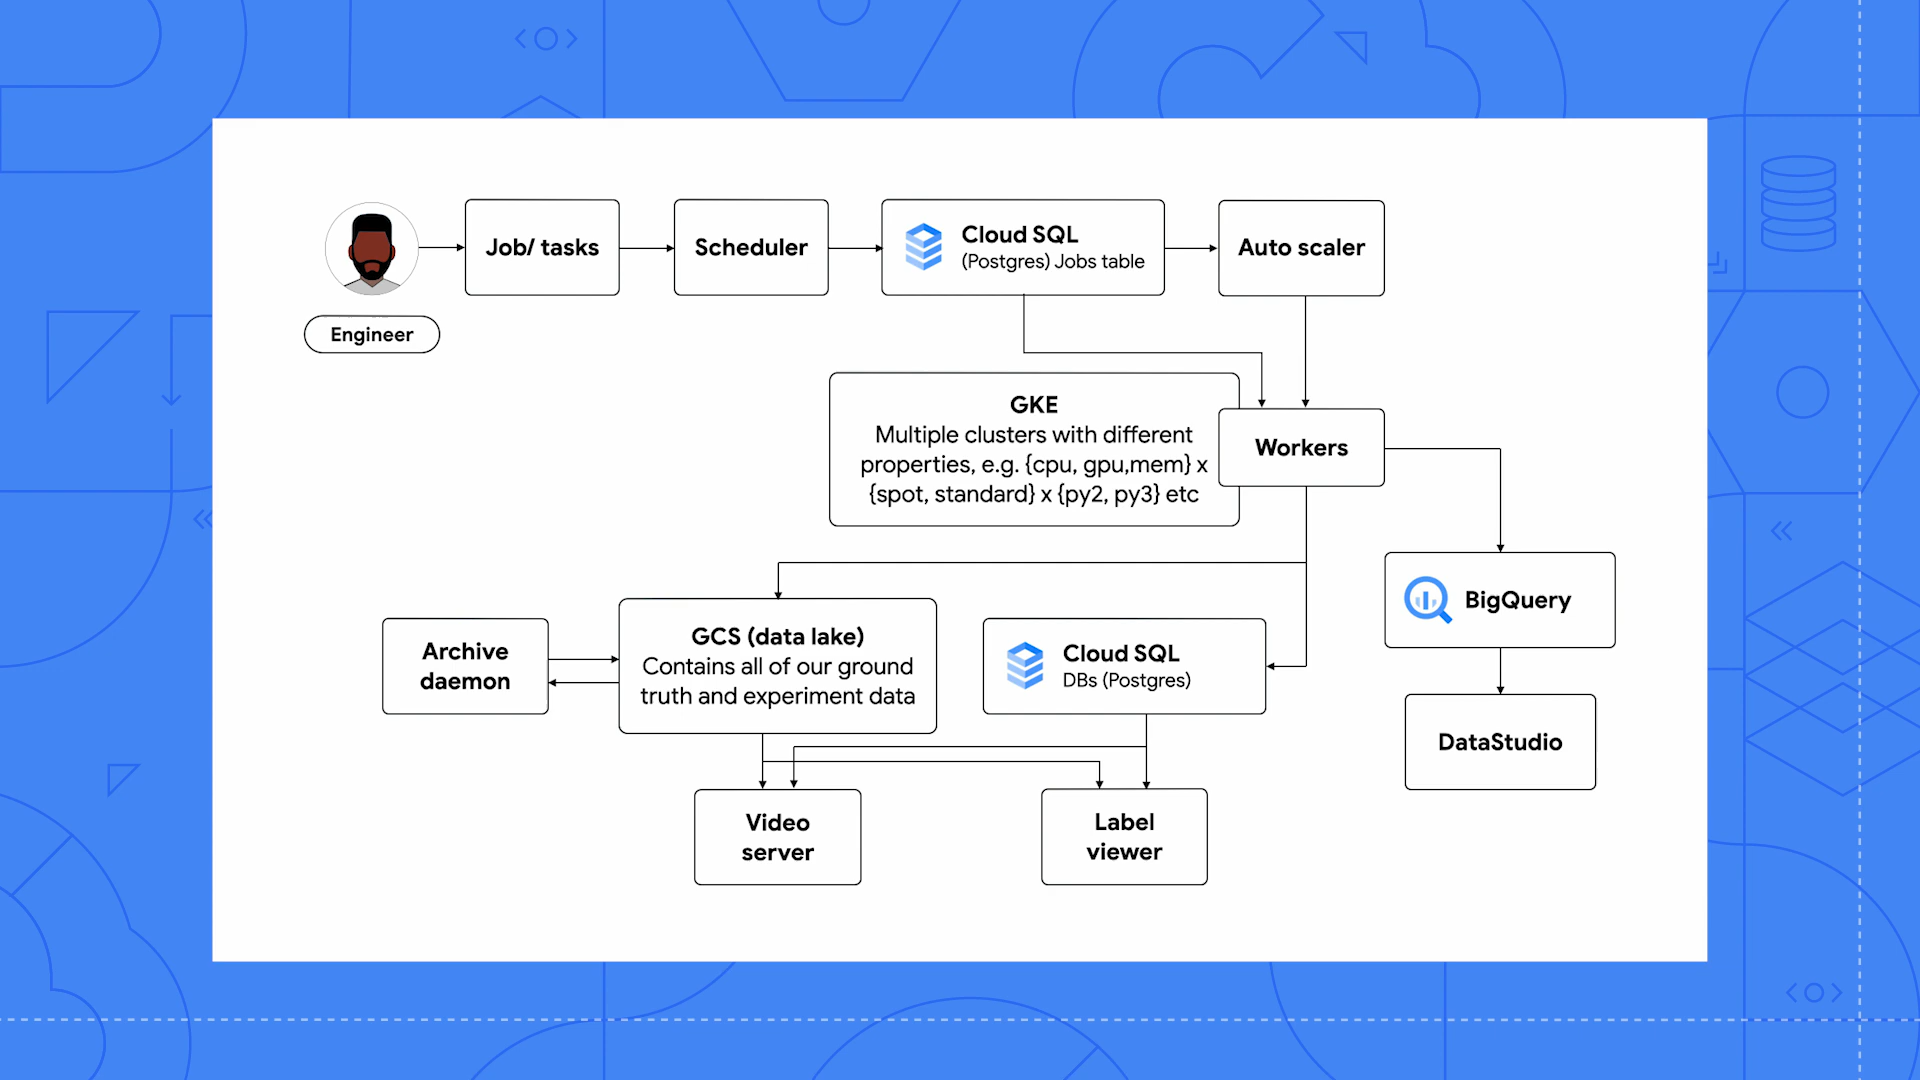 Job/ tasks
Scheduler
Cloud SQL
(Postgres) Jobs table
Auto scaler
Engineer
GKE
Multiple clusters with different
properties, e.g. {cpu, gpu,mem} x
{spot, standard} x {py2, py3} etc
Workers
BigQuery
Archive
daemon
GCS (data lake)
Contains all of our ground
truth and experiment data
Cloud SQL
DBs (Postgres)
DataStudio
Video
server
Label
viewer